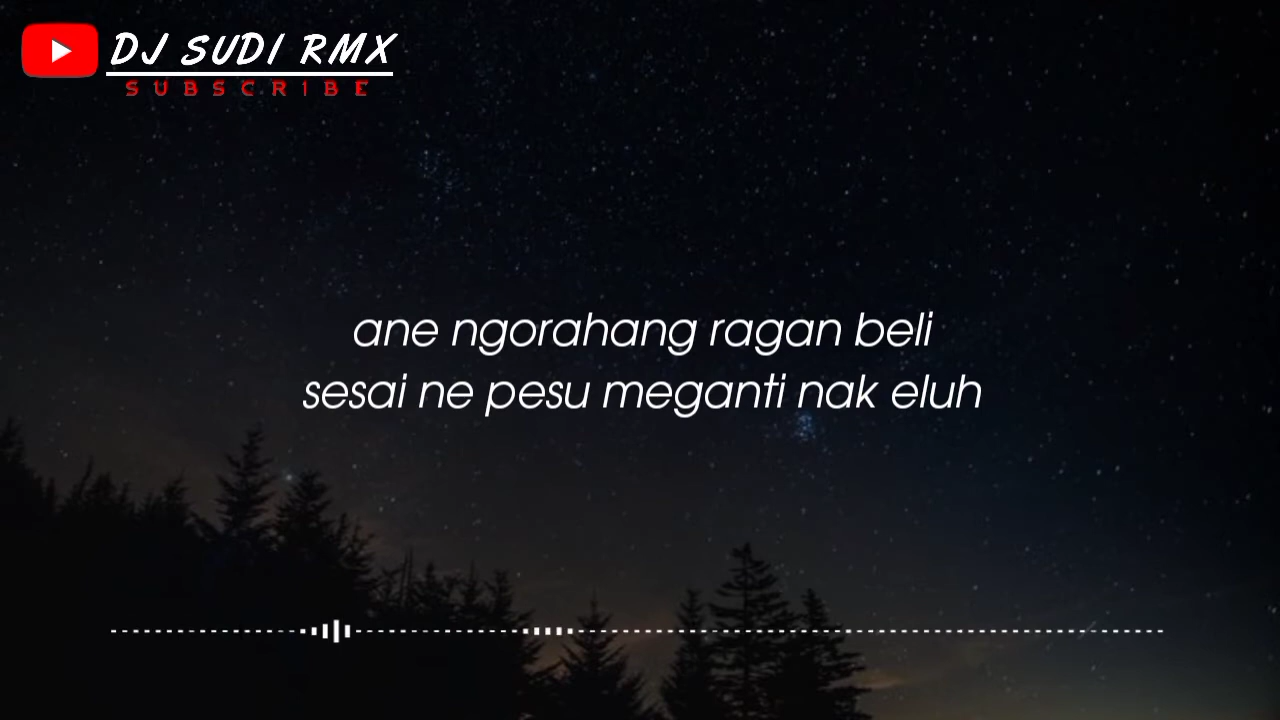 DJ SUDI RMX
SUBSCRIBE
ane ngorahang ragan beli
sesai ne pesu meganti nak eluh